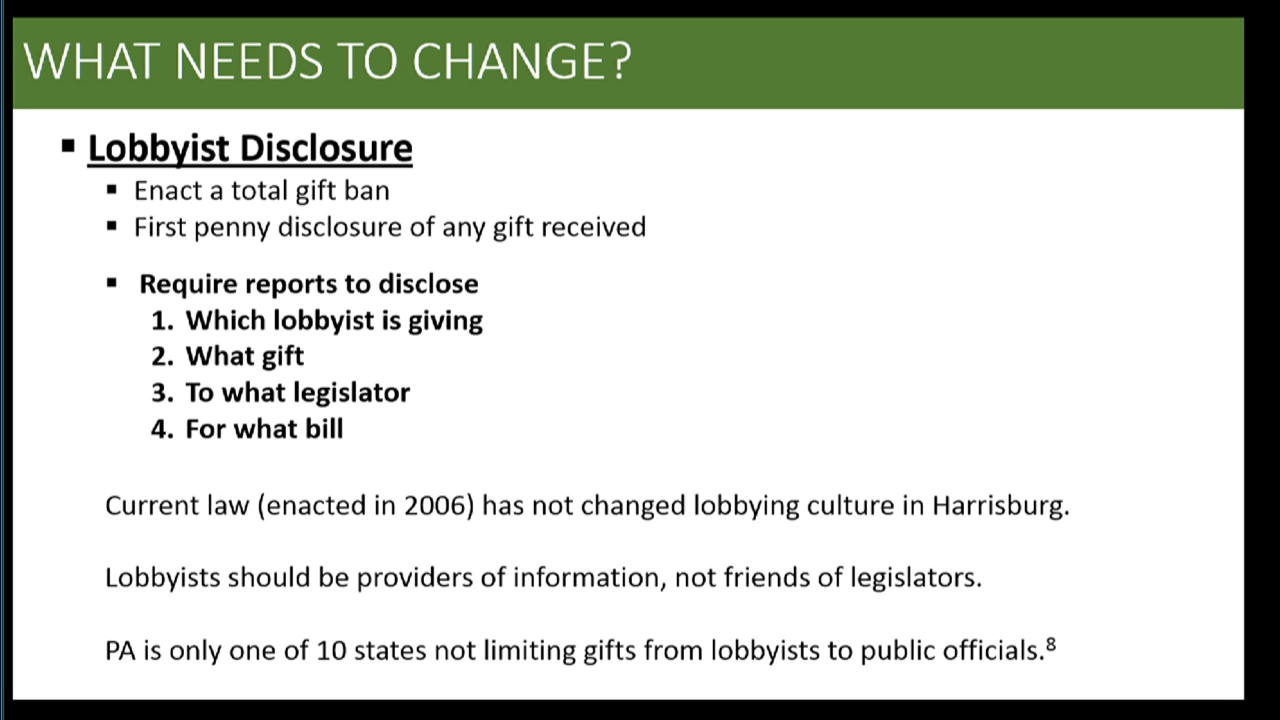 WHAT NEEDS TO CHANGE?
▪ Lobbyist Disclosure
▪ Enact a total gift ban
▪ First penny disclosure of any gift received
▪ Require reports to disclose
1. Which lobbyist is giving
2. What gift
3. To what legislator
4. For what bill
Current law (enacted in 2006) has not changed lobbying culture in Harrisburg.
Lobbyists should be providers of information, not friends of legislators.
PA is only one of 10 states not limiting gifts from lobbyists to public officials.⁸